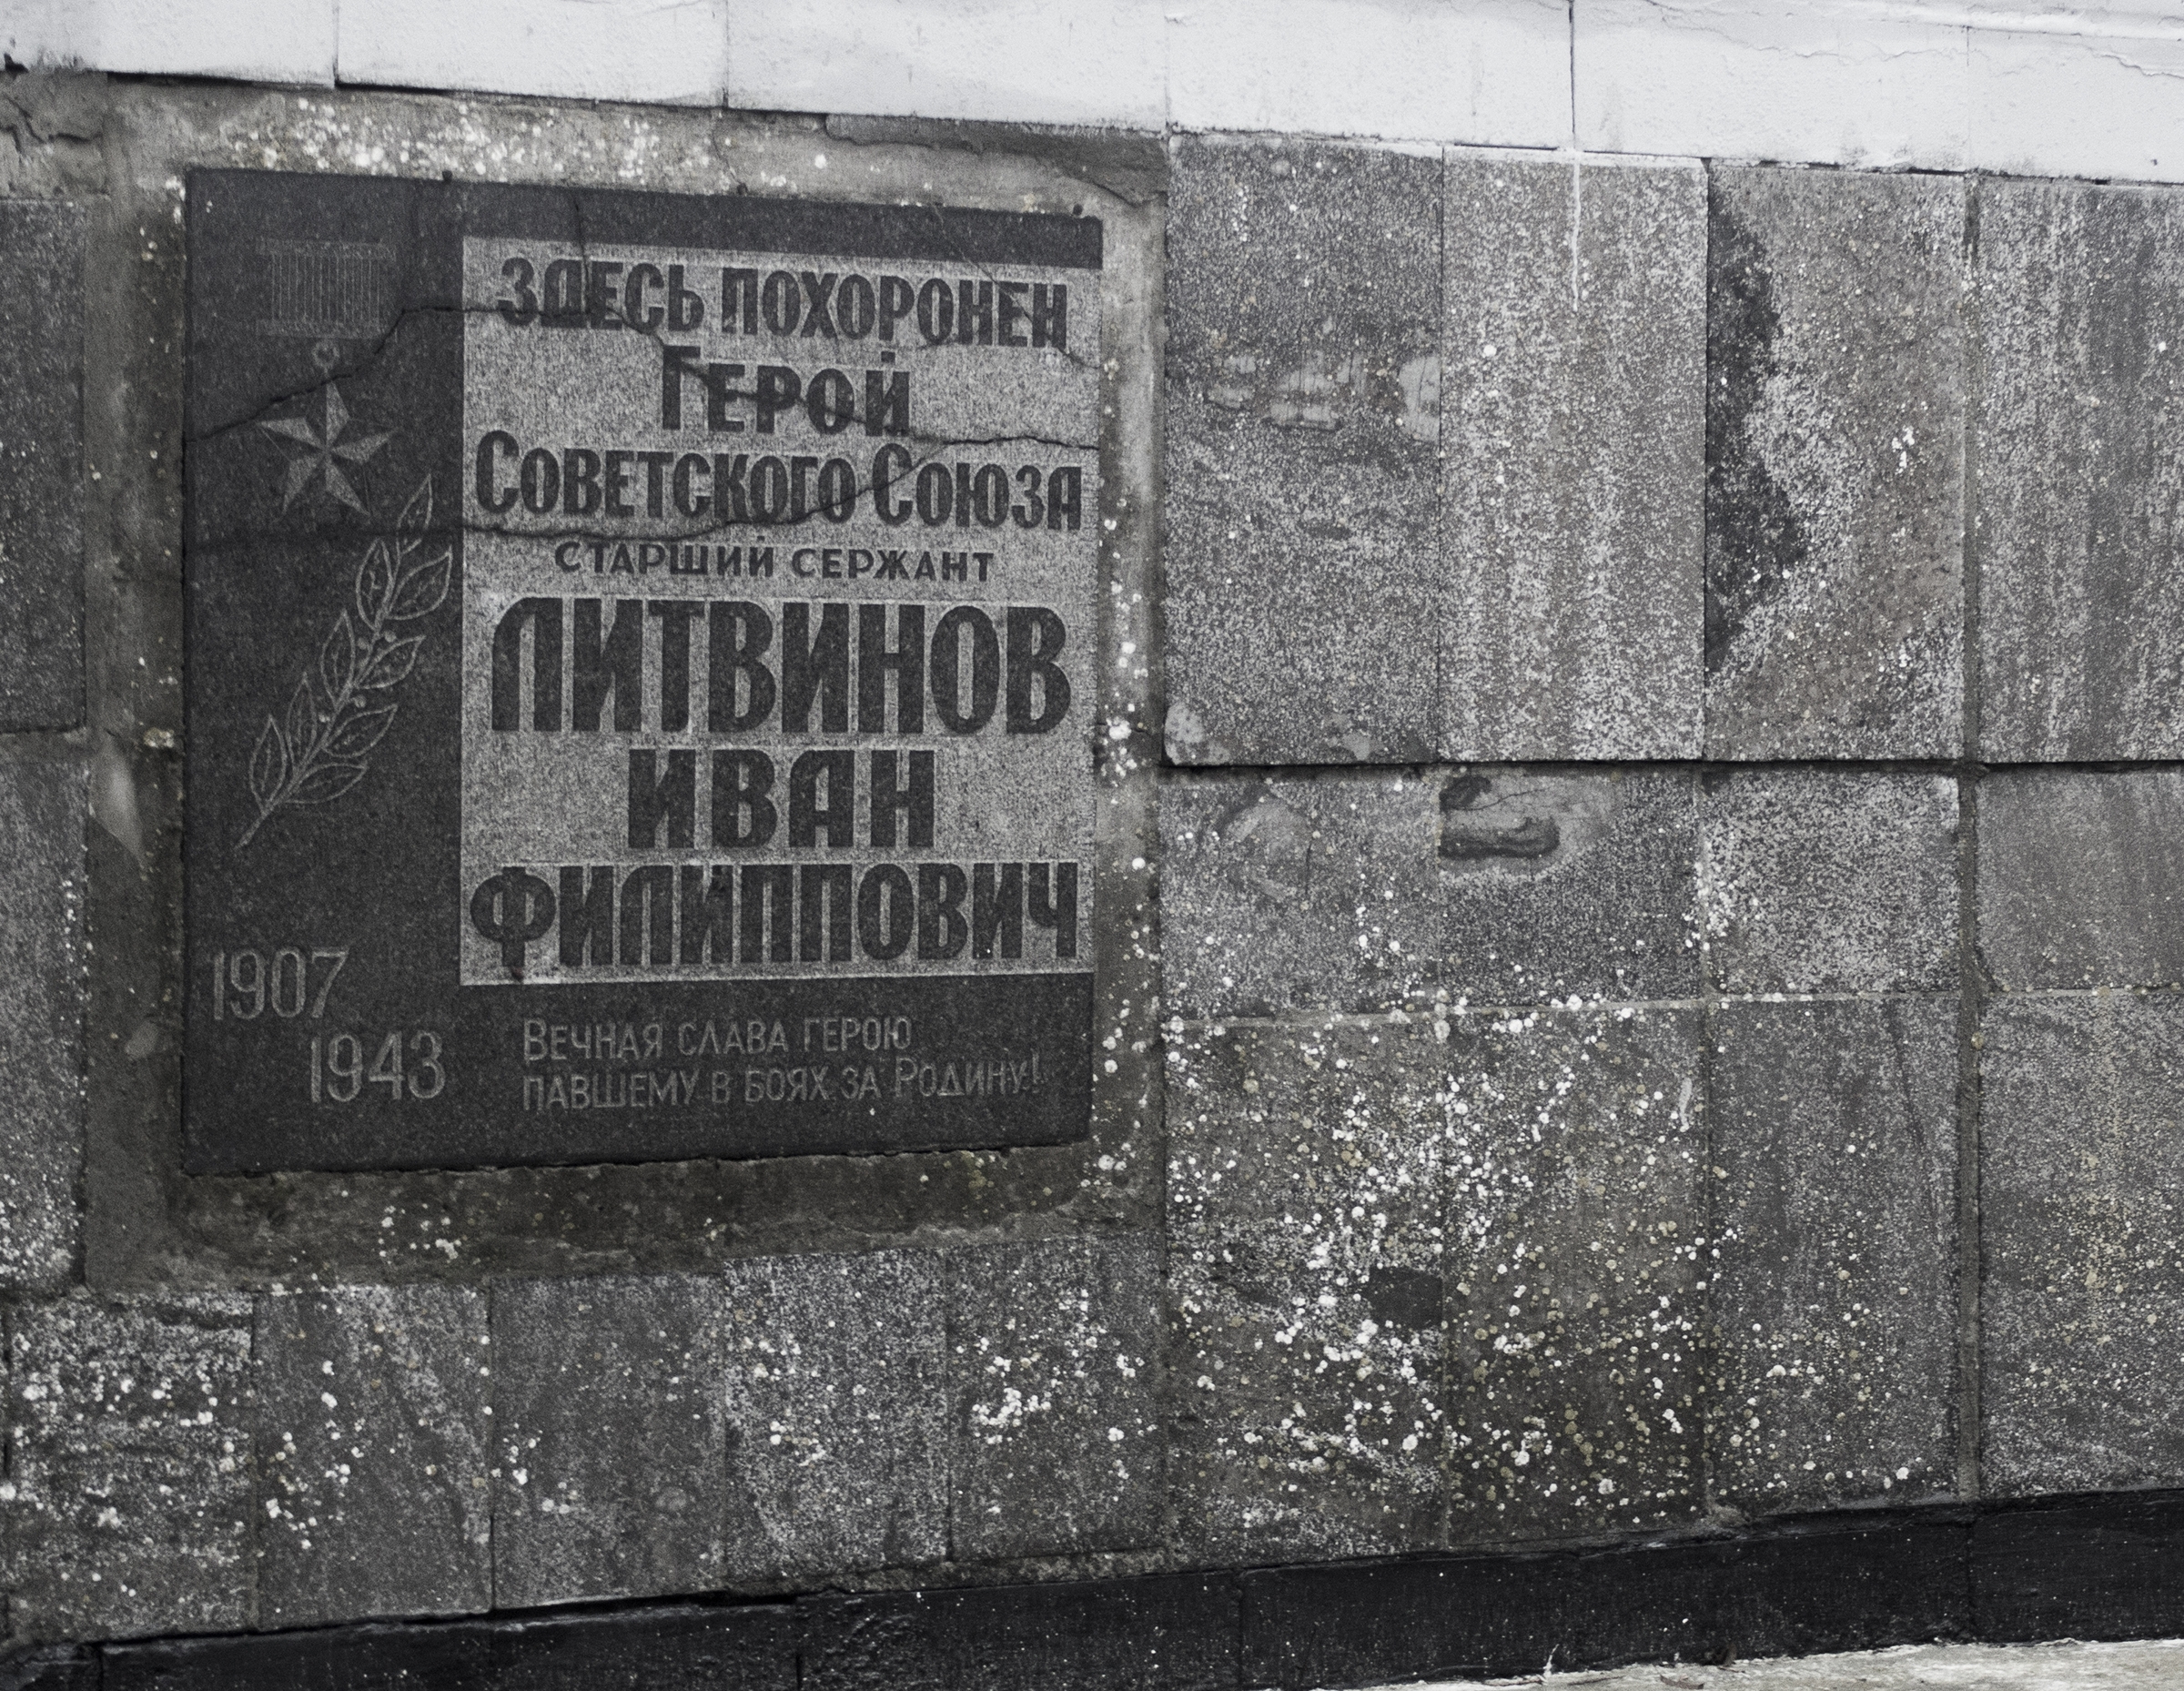 ЗДЕСЬ ПОХОРОНЕН
ГЕРОЙ
СОВЕТСКОГО СОЮЗА
СТАРШИЙ СЕРЖАНТ
ЛИТВИНОВ
ИВАН
ФИЛИППОВИЧ
1907
1943
ВЕЧНАЯ СЛАВА ГЕРОЮ
ПАВШЕМУ В БОЯХ ЗА РОДИНУ!